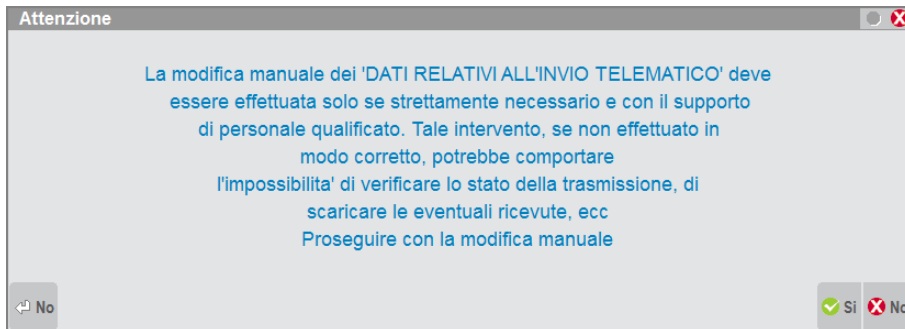 Attenzione
La modifica manuale dei 'DATI RELATIVI ALL'INVIO TELEMATICO' deve
essere effettuata solo se strettamente necessario e con il supporto
di personale qualificato. Tale intervento, se non effettuato in
modo corretto, potrebbe comportare
l'impossibilita' di verificare lo stato della trasmissione, di
scaricare le eventuali ricevute, ecc
Proseguire con la modifica manuale
No
Si
No